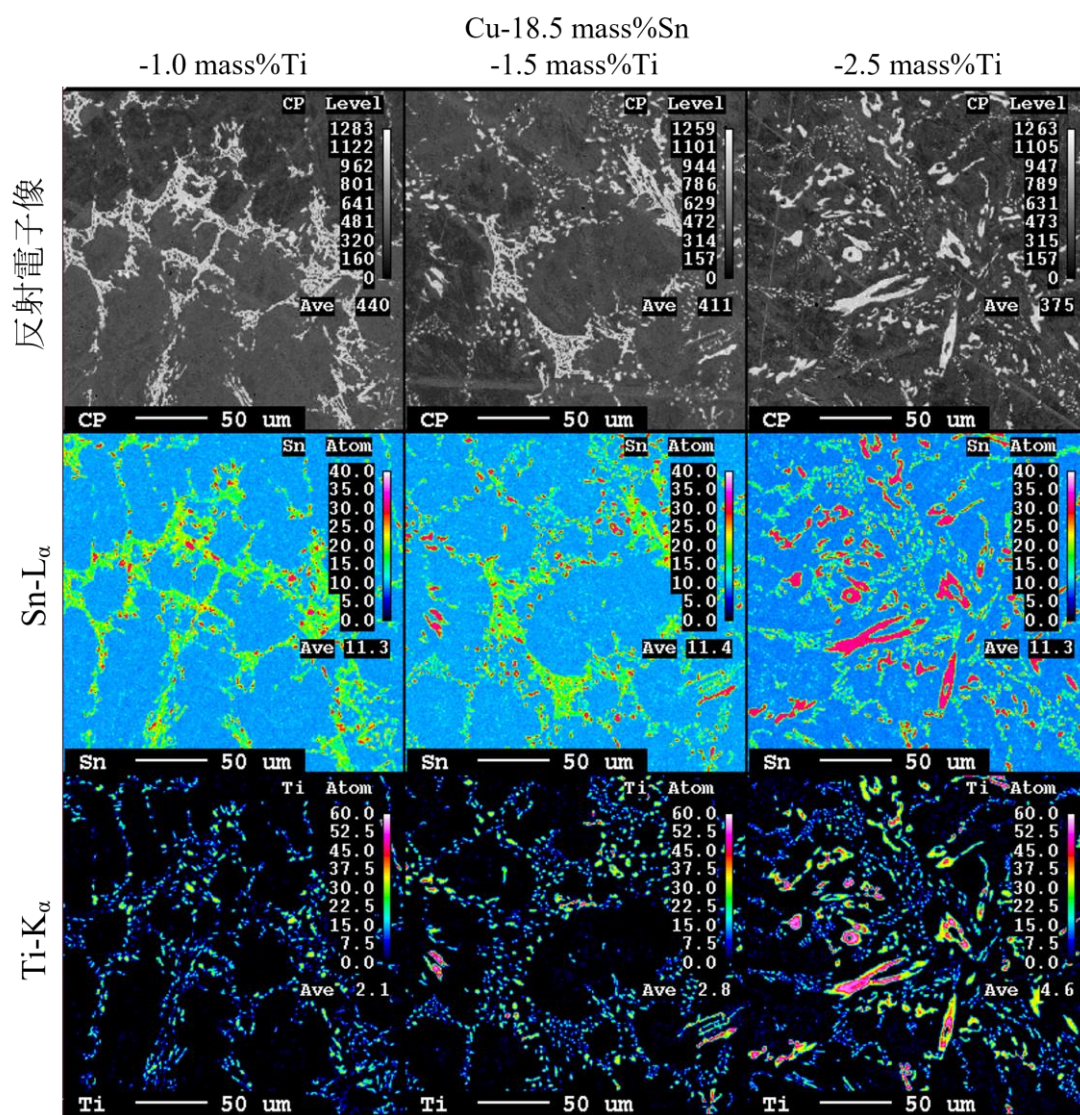 Cu-18.5 mass%Sn
-1.0 mass%Ti
-1.5 mass%Ti
-2.5 mass%Ti
反射電子像
CP Level
1283
1122
962
801
641
481
320
160
0
Ave 440
CP 50 um
CP Level
1259
1101
944
786
629
472
314
157
0
Ave 411
CP 50 um
CP Level
1263
1105
947
789
631
473
315
157
0
Ave 375
CP 50 um
Sn-Lα
Sn Atom
40.0
35.0
30.0
25.0
20.0
15.0
10.0
5.0
0.0
Ave 11.3
Sn 50 um
Sn Atom
40.0
35.0
30.0
25.0
20.0
15.0
10.0
5.0
0.0
Ave 11.4
Sn 50 um
Sn Atom
40.0
35.0
30.0
25.0
20.0
15.0
10.0
5.0
0.0
Ave 11.3
Sn 50 um
Ti-Kα
Ti Atom
60.0
52.5
45.0
37.5
30.0
22.5
15.0
7.5
0.0
Ave 2.1
Ti 50 um
Ti Atom
60.0
52.5
45.0
37.5
30.0
22.5
15.0
7.5
0.0
Ave 2.8
Ti 50 um
Ti Atom
60.0
52.5
45.0
37.5
30.0
22.5
15.0
7.5
0.0
Ave 4.6
Ti 50 um